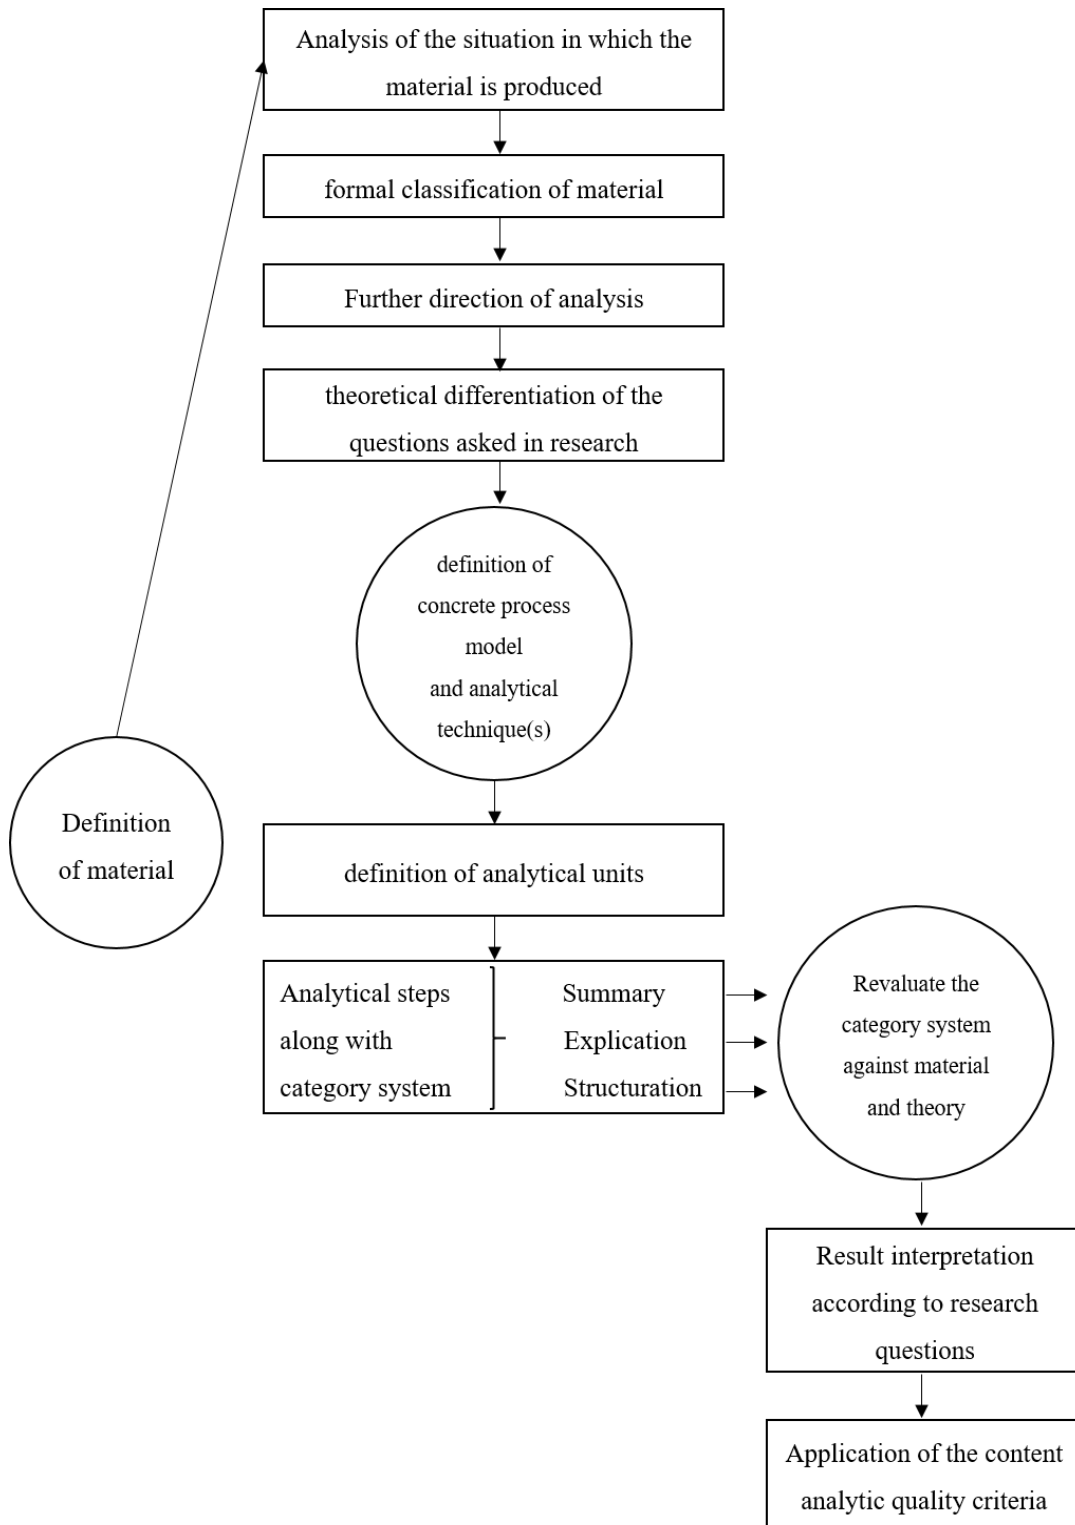 Analysis of the situation in which the
material is produced
formal classification of material
Further direction of analysis
theoretical differentiation of the
questions asked in research
definition of
concrete process
model
and analytical
technique(s)
Definition
of material
definition of analytical units
Analytical steps
along with
category system
Summary
Explication
Structuration
Revaluate the
category system
against material
and theory
Result interpretation
according to research
questions
Application of the content
analytic quality criteria